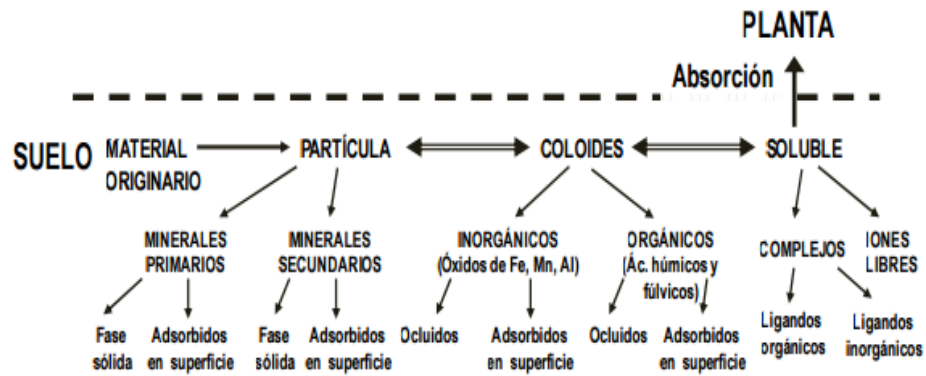 PLANTA
Absorción
SUELO
MATERIAL
ORIGINARIO
PARTÍCULA
COLOIDES
SOLUBLE
MINERALES
PRIMARIOS
MINERALES
SECUNDARIOS
INORGÁNICOS
(Óxidos de Fe, Mn, Al)
ORGÁNICOS
(Ác. húmicos y
fúlvicos)
COMPLEJOS
IONES
LIBRES
Fase
sólida
Adsorbidos
en superficie
Fase
sólida
Adsorbidos
en superficie
Ocluidos
Adsorbidos
en superficie
Ocluidos
Adsorbidos
en superficie
Ligandos
orgánicos
Ligandos
inorgánicos